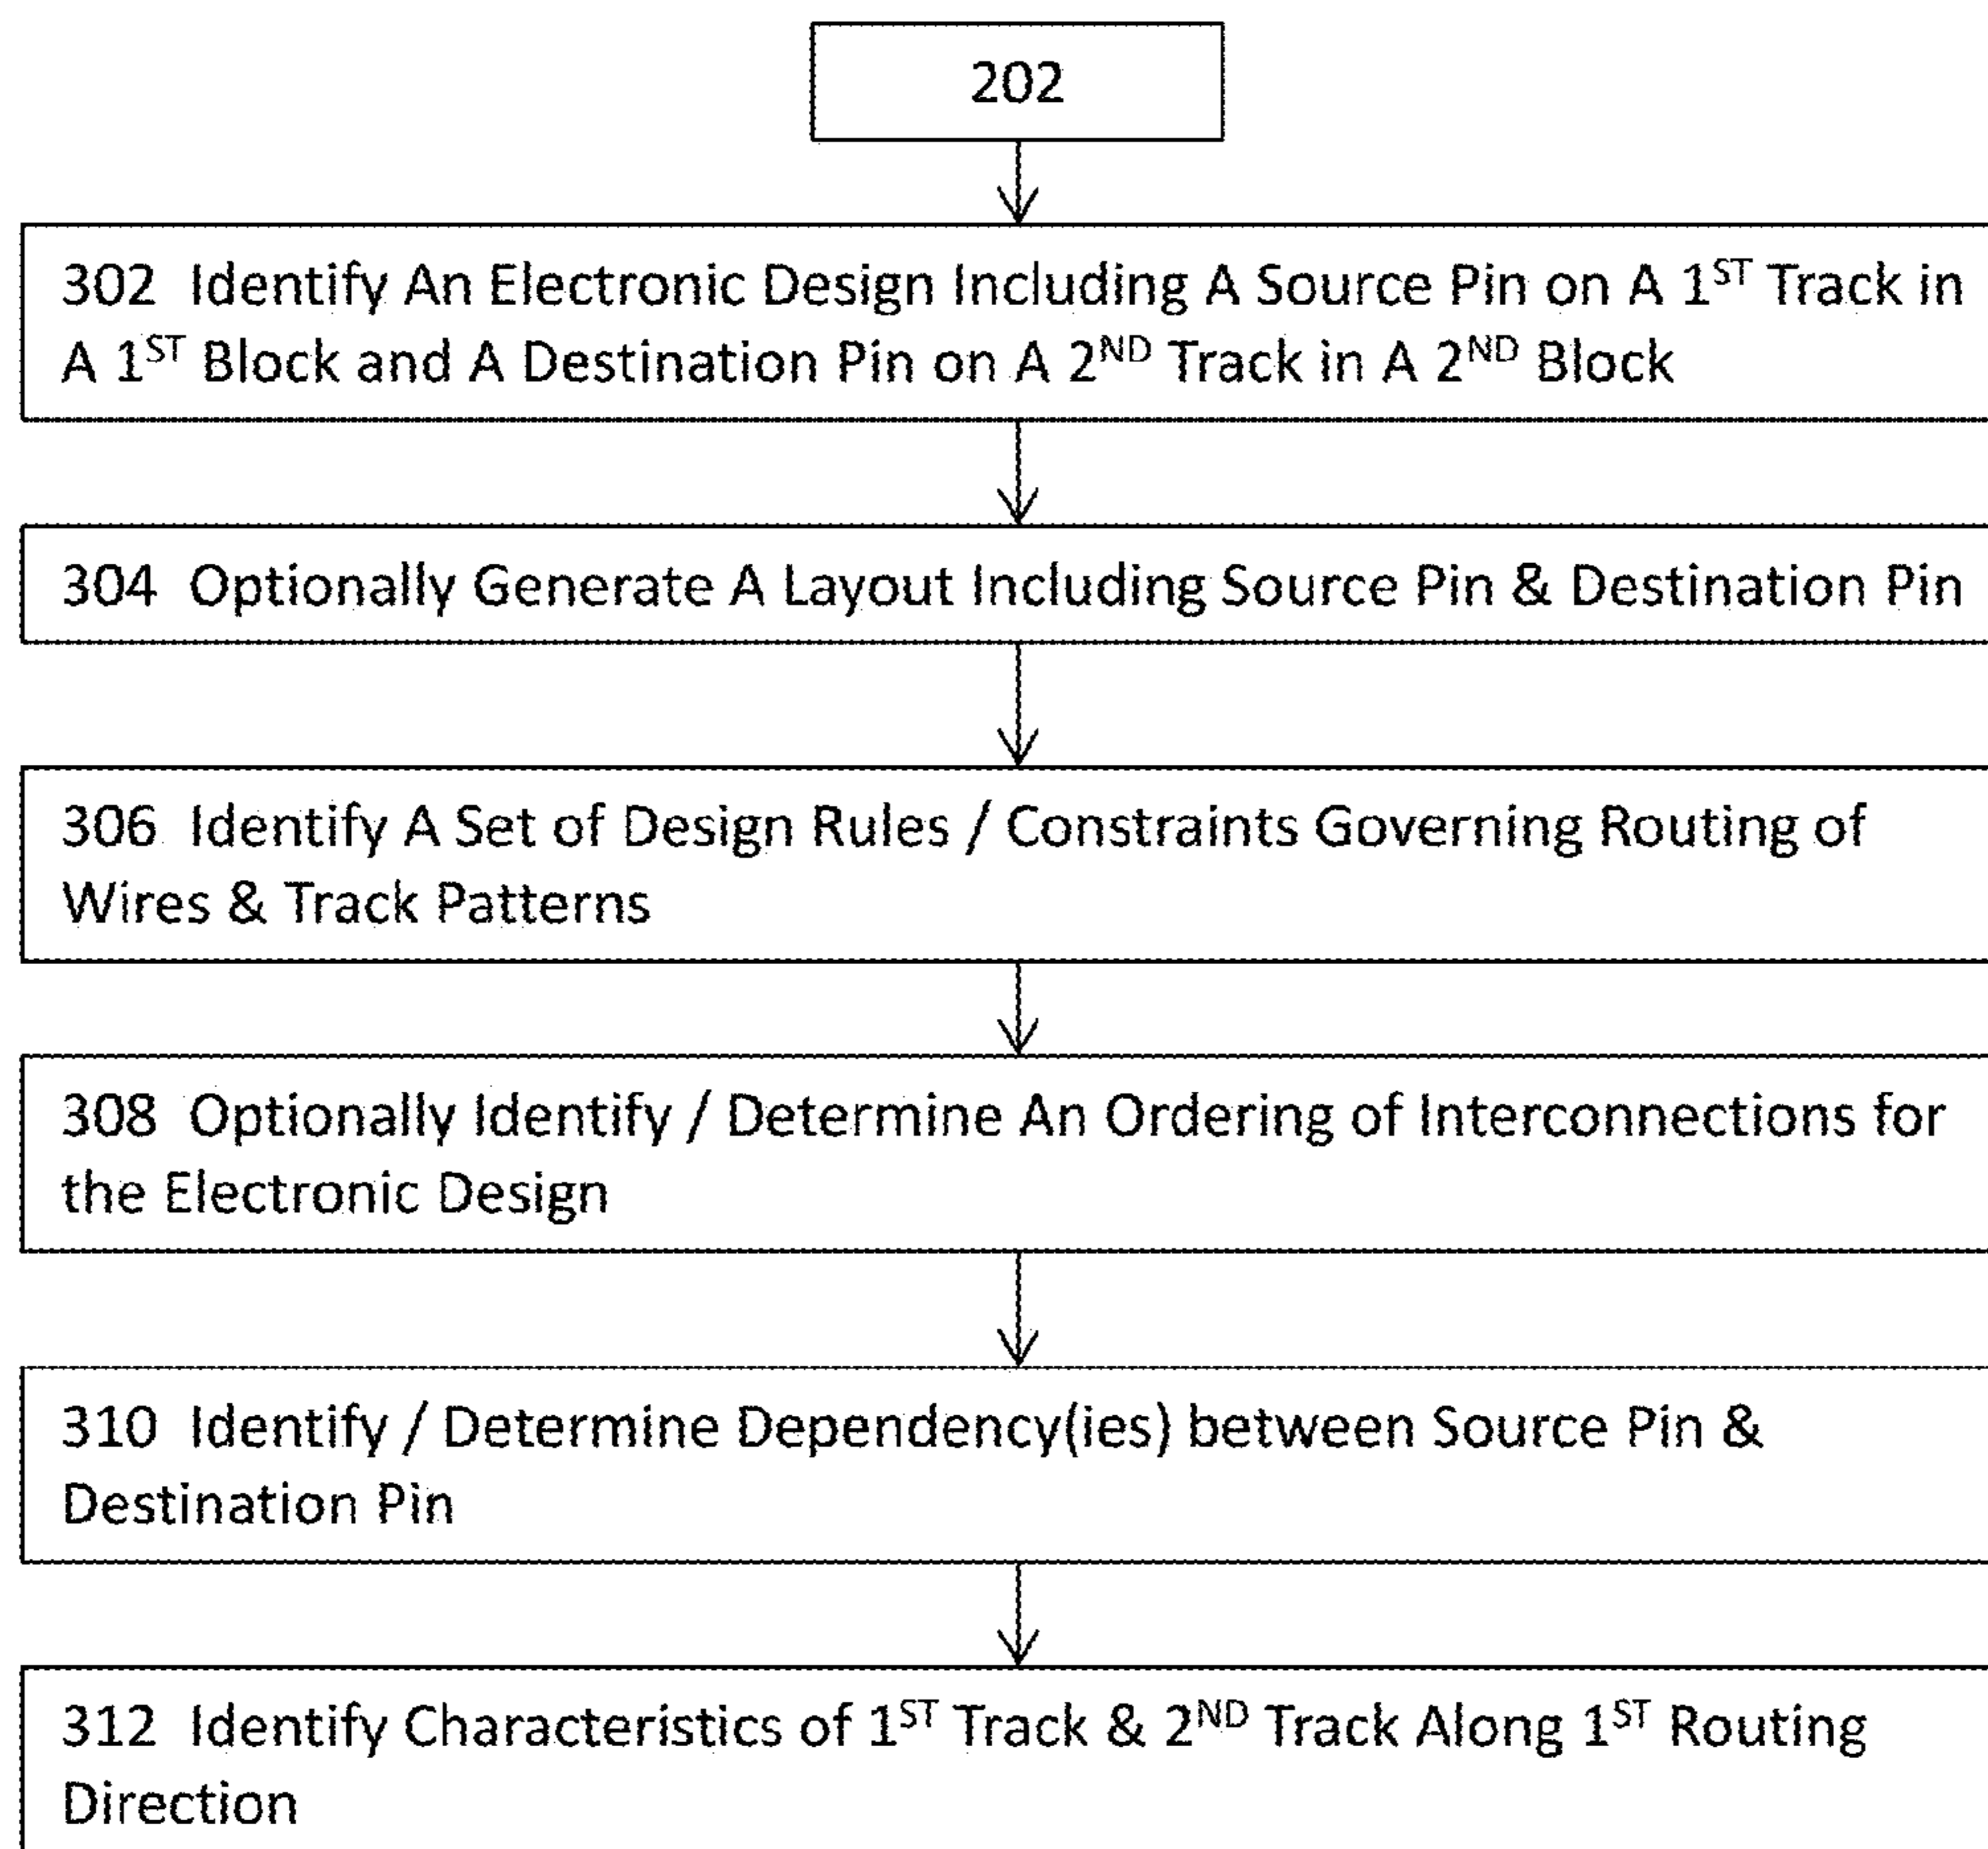 202
302 Identify An Electronic Design Including A Source Pin on A 1ST Track in
A 1ST Block and A Destination Pin on A 2ND Track in A 2ND Block
304 Optionally Generate A Layout Including Source Pin & Destination Pin
306 Identify A Set of Design Rules / Constraints Governing Routing of
Wires & Track Patterns
308 Optionally Identify / Determine An Ordering of Interconnections for
the Electronic Design
310 Identify / Determine Dependency(ies) between Source Pin &
Destination Pin
312 Identify Characteristics of 1ST Track & 2ND Track Along 1ST Routing
Direction